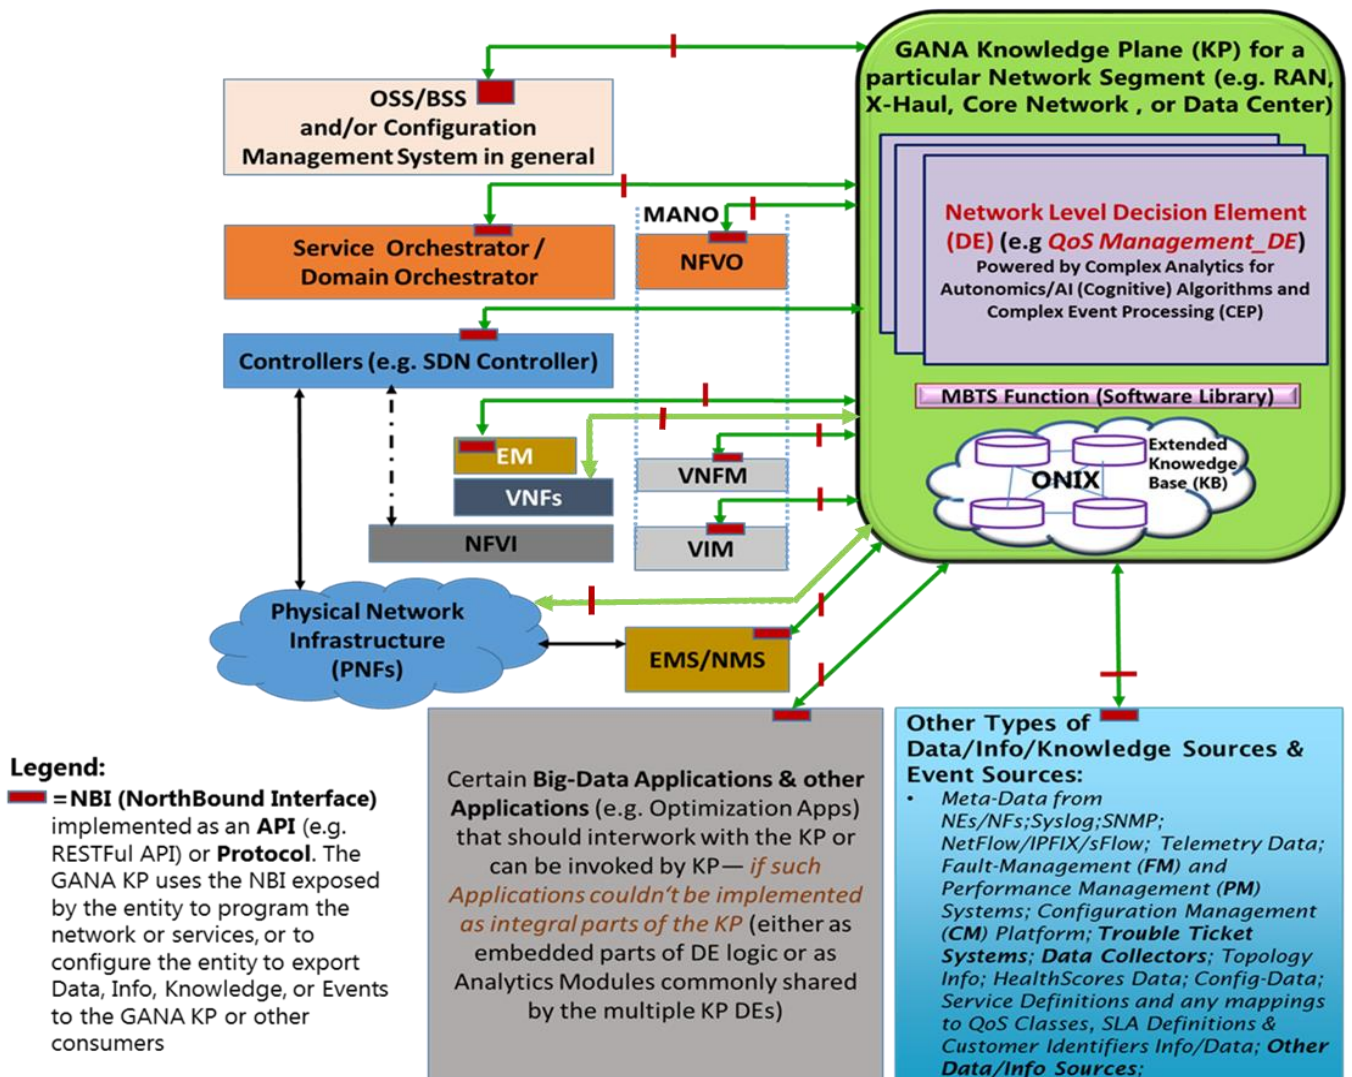 GANA Knowledge Plane (KP) for a
particular Network Segment (e.g. RAN,
X-Haul, Core Network , or Data Center)
OSS/BSS
and/or Configuration
Management System in general
Service Orchestrator /
Domain Orchestrator
MANO
NFVO
Network Level Decision Element
(DE) (e.g QoS Management_DE)
Powered by Complex Analytics for
Autonomics/AI (Cognitive) Algorithms and
Complex Event Processing (CEP)
Controllers (e.g. SDN Controller)
MBTS Function (Software Library)
EM
VNFs
NFVI
VNFM
VIM
ONIX
Extended
Knowedge
Base (KB)
Physical Network
Infrastructure
(PNFs)
EMS/NMS
Legend:
=NBI (NorthBound Interface)
implemented as an API (e.g.
RESTFul API) or Protocol. The
GANA KP uses the NBI exposed
by the entity to program the
network or services, or to
configure the entity to export
Data, Info, Knowledge, or Events
to the GANA KP or other
consumers
Certain Big-Data Applications & other
Applications (e.g. Optimization Apps)
that should interwork with the KP or
can be invoked by KP— if such
Applications couldn't be implemented
as integral parts of the KP (either as
embedded parts of DE logic or as
Analytics Modules commonly shared
by the multiple KP DEs)
Other Types of
Data/Info/Knowledge Sources &
Event Sources:
• Meta-Data from
NEs/NFs;Syslog;SNMP;
NetFlow/IPFIX/sFlow; Telemetry Data;
Fault-Management (FM) and
Performance Management (PM)
Systems; Configuration Management
(CM) Platform; Trouble Ticket
Systems; Data Collectors; Topology
Info; HealthScores Data; Config-Data;
Service Definitions and any mappings
to QoS Classes, SLA Definitions &
Customer Identifiers Info/Data; Other
Data/Info Sources;